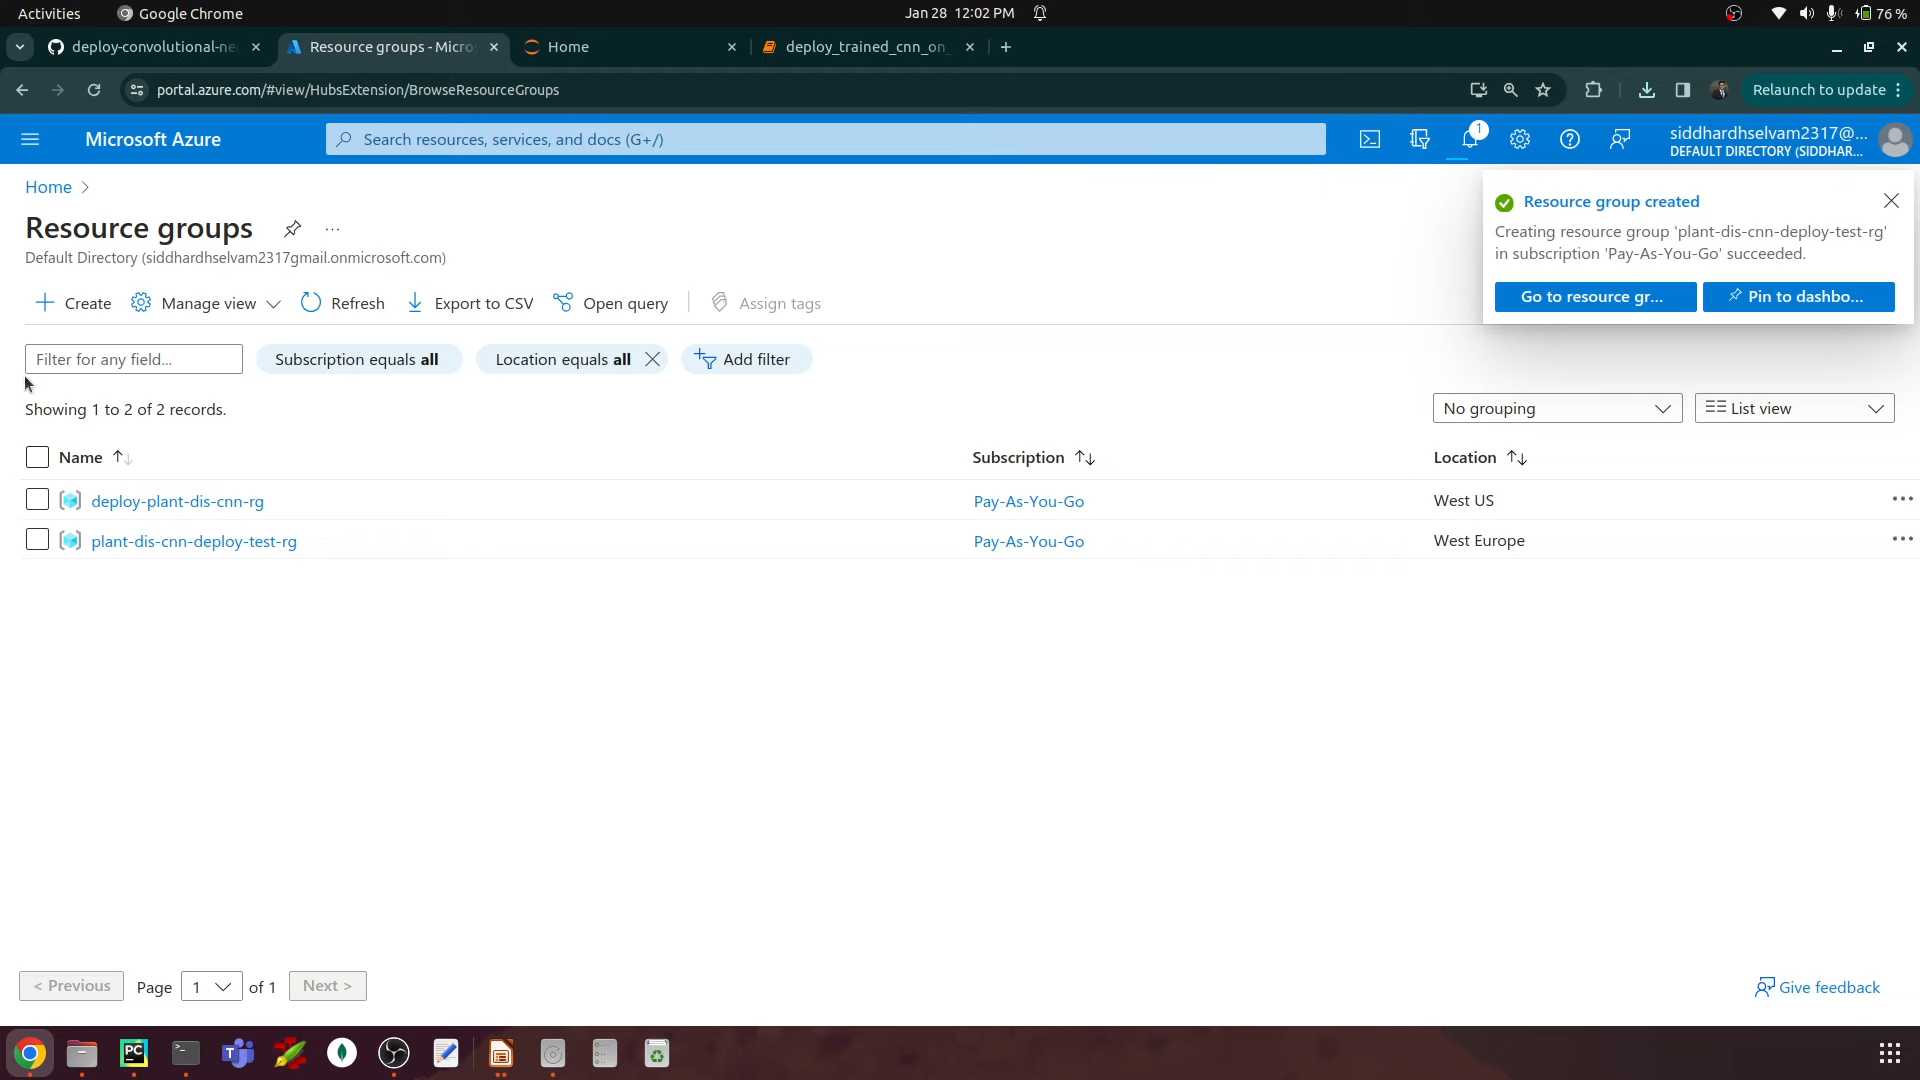 Activities Google Chrome Jan 28 12:02 PM 76 %
deploy-convolutional-ne Resource groups - Micro Home deploy_trained_cnn_on_
portal.azure.com/#view/HubsExtension/BrowseResourceGroups Relaunch to update
Microsoft Azure Search resources, services, and docs (G+/) 1 siddhardhselvam2317@...
DEFAULT DIRECTORY (SIDDHAR...
Home >
Resource group created
Creating resource group 'plant-dis-cnn-deploy-test-rg'
in subscription 'Pay-As-You-Go' succeeded.
Go to resource gr... Pin to dashbo...
Resource groups ...
Default Directory (siddhardhselvam2317gmail.onmicrosoft.com)
Create Manage view Refresh Export to CSV Open query Assign tags
Filter for any field... Subscription equals all Location equals all Add filter
Showing 1 to 2 of 2 records. No grouping List view
Name Subscription Location
deploy-plant-dis-cnn-rg Pay-As-You-Go West US
plant-dis-cnn-deploy-test-rg Pay-As-You-Go West Europe
< Previous Page 1 of 1 Next > Give feedback
PC